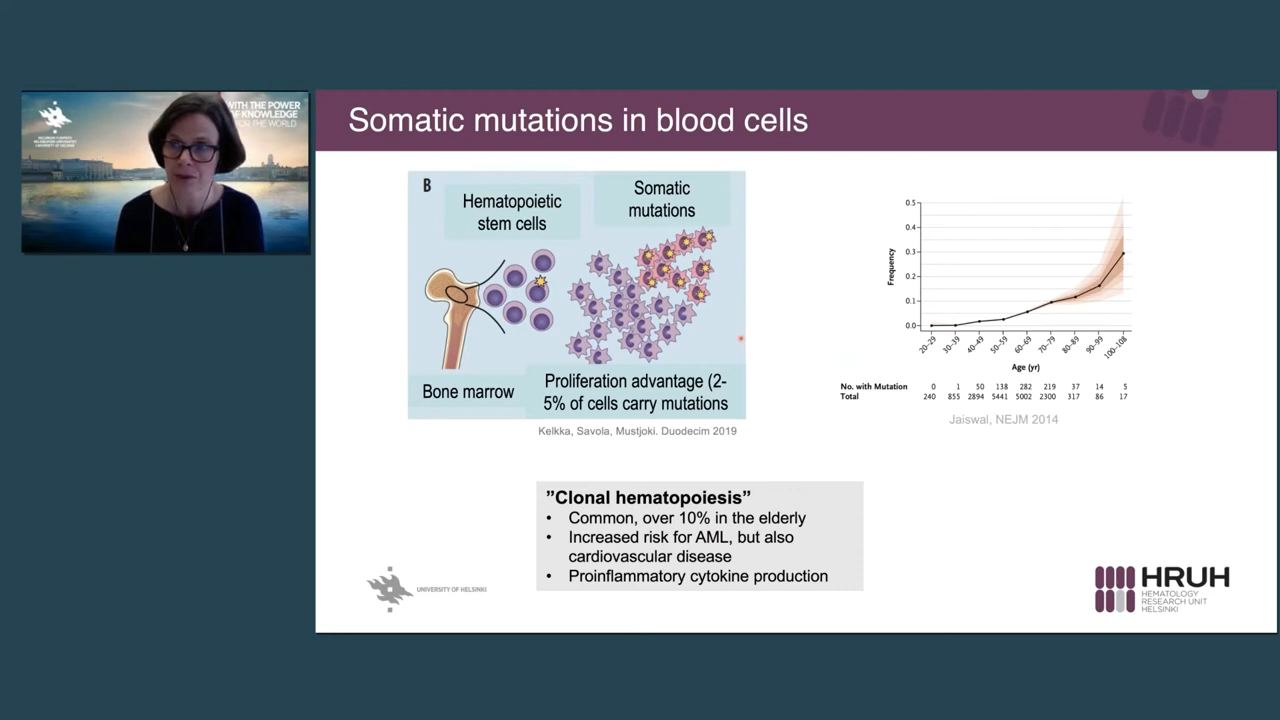 WITH THE POWER
OF KNOWLEDGE
FOR THE WORLD
Somatic mutations in blood cells
B
Hematopoietic
stem cells
Somatic
mutations
Bone marrow
Proliferation advantage (2-
5% of cells carry mutations
Kelkka, Savola, Mustjoki. Duodecim 2019
Frequency
0.5
0.4
0.3
0.2
0.1
0.0
20–29 30–39 40–49 50–59 60–69 70–79 80–89 90–99 100–108
Age (yr)
No. with Mutation 0 1 50 138 282 219 37 14 5
Total 240 855 2894 5441 5002 2300 317 86 17
Jaiswal, NEJM 2014
”Clonal hematopoiesis”
• Common, over 10% in the elderly
• Increased risk for AML, but also
cardiovascular disease
• Proinflammatory cytokine production
UNIVERSITY OF HELSINKI
HRUH
HEMATOLOGY
RESEARCH UNIT
HELSINKI